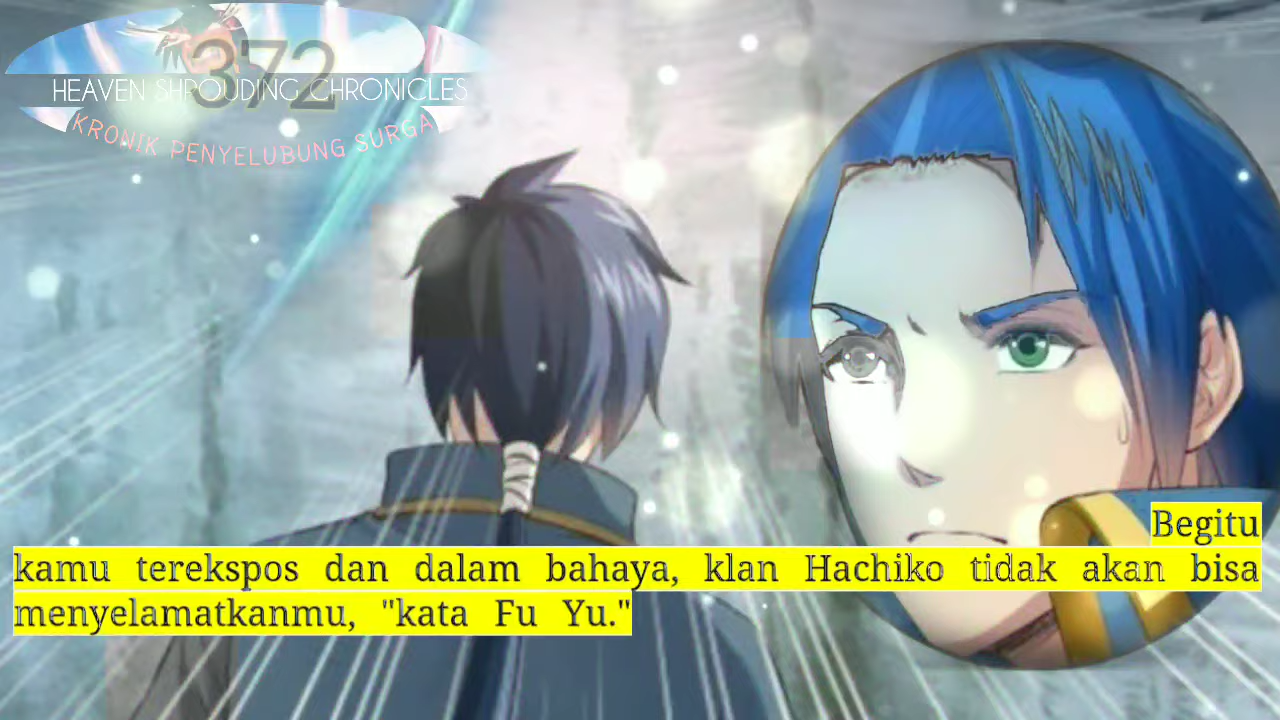 372
HEAVEN SHROUDING CHRONICLES
KRONIK PENYELUBUNG SURGA
Begitu
kamu terekspos dan dalam bahaya, klan Hachiko tidak akan bisa
menyelamatkanmu, "kata Fu Yu."